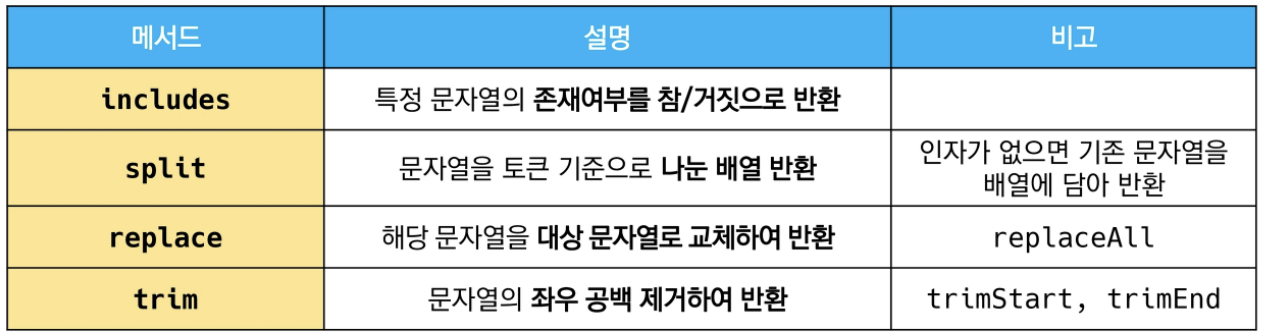 메서드 설명 비고
includes 특정 문자열의 존재여부를 참/거짓으로 반환
split 문자열을 토큰 기준으로 나눈 배열 반환 인자가 없으면 기존 문자열을
배열에 담아 반환
replace 해당 문자열을 대상 문자열로 교체하여 반환 replaceAll
trim 문자열의 좌우 공백 제거하여 반환 trimStart, trimEnd